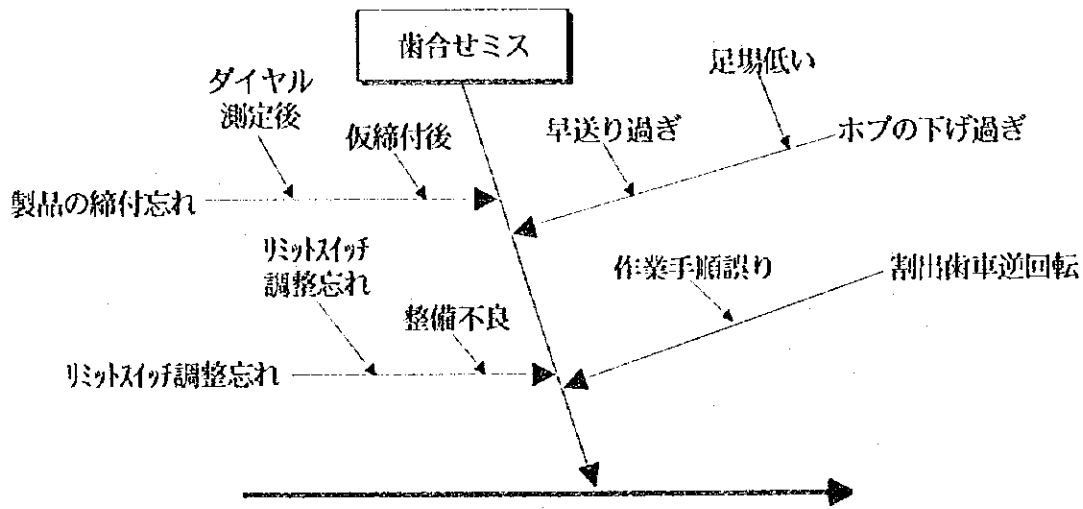 歯合せミス
足場低い
ダイヤル
測定後
仮締付後
早送り過ぎ
ホブの下げ過ぎ
製品の締付忘れ
ﾘﾐｯﾄｽｲｯﾁ
調整忘れ
作業手順誤り
割出歯車逆回転
整備不良
ﾘﾐｯﾄｽｲｯﾁ調整忘れ